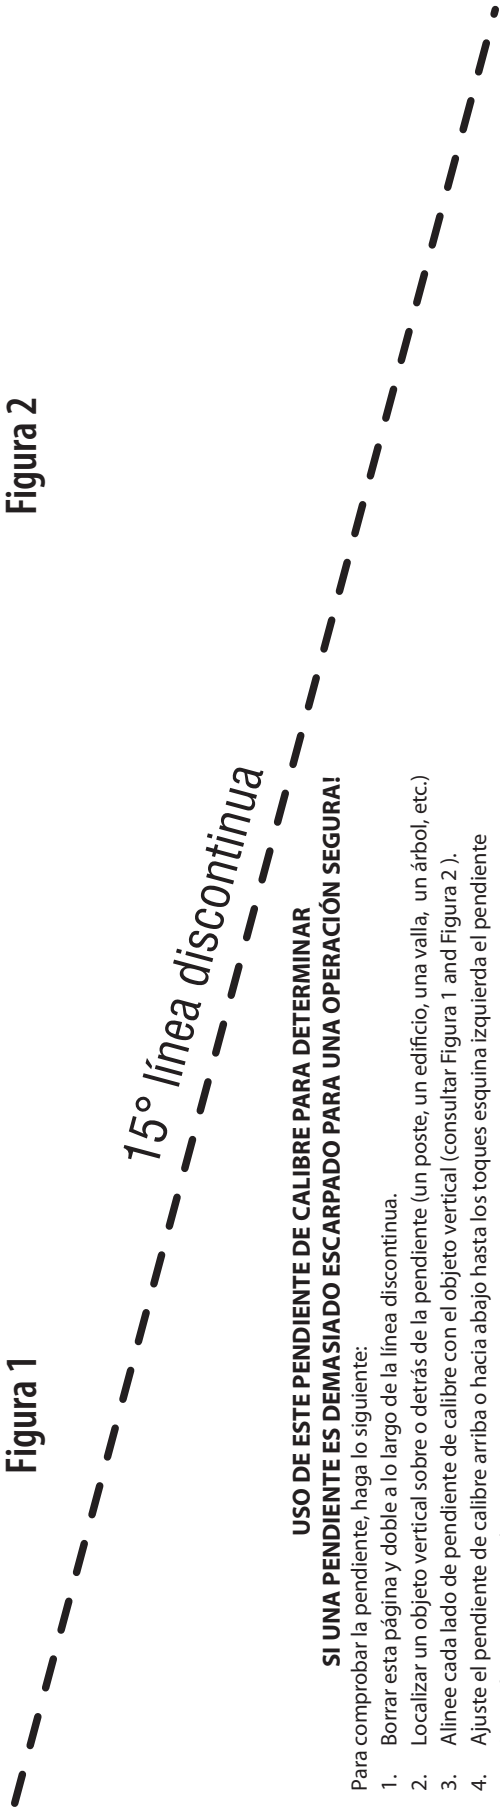 Figura 1
Figura 2
15° línea discontinua
USO DE ESTE PENDIENTE DE CALIBRE PARA DETERMINAR
SI UNA PENDIENTE ES DEMASIADO ESCARPADO PARA UNA OPERACIÓN SEGURA!
Para comprobar la pendiente, haga lo siguiente:
1. Borrar esta página y doble a lo largo de la línea discontinua.
2. Localizar un objeto vertical sobre o detrás de la pendiente (un poste, un edificio, una valla, un árbol, etc.)
3. Alinee cada lado de pendiente de calibre con el objeto vertical (consultar Figura 1 and Figura 2 ).
4. Ajuste el pendiente de calibre arriba o hacia abajo hasta los toques esquina izquierda el pendiente